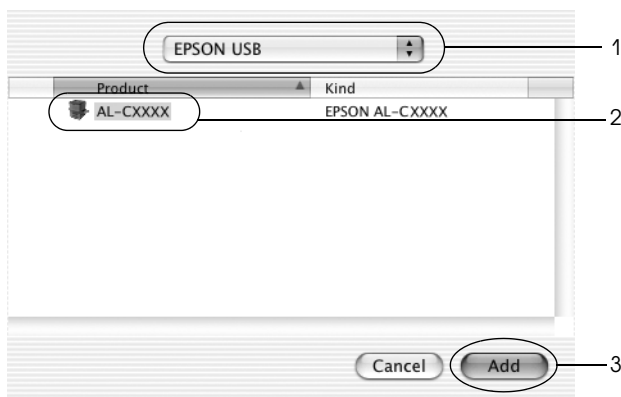 EPSON USB 1
Product Kind
AL-CXXXX EPSON AL-CXXXX 2
Cancel Add 3